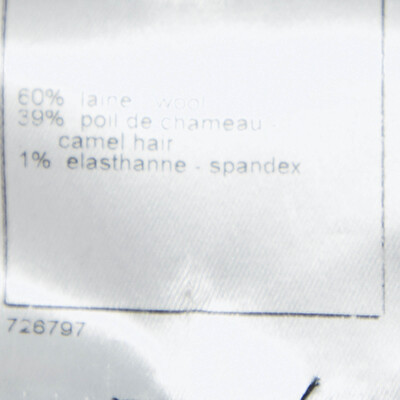 60% laine - wool
39% poil de chameau -
camel hair
1% elasthanne - spandex
726797